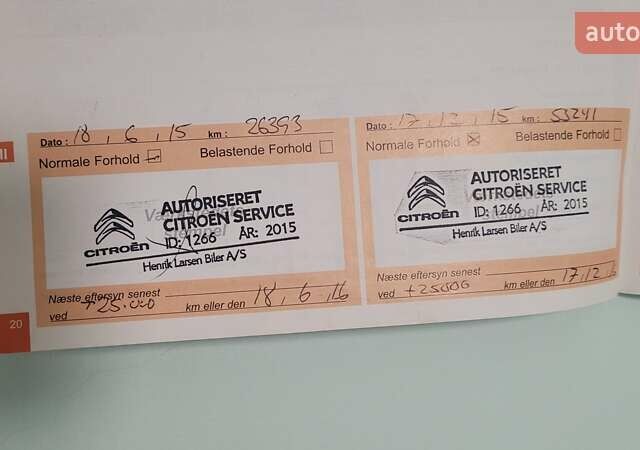 auto
Dato : 18 , 6 , 15 km : 26393
Normale Forhold Belastende Forhold
AUTORISERET
CITROËN SERVICE
ID: 1266 ÅR: 2015
CITROËN
Henrik Larsen Biler A/S
Næste eftersyn senest
ved +25.000 km eller den 18 , 6 , 16
20
Dato : 17 , 12 , 15 km : 53241
Normale Forhold Belastende Forhold
AUTORISERET
CITROËN SERVICE
ID: 1266 ÅR: 2015
CITROËN
Henrik Larsen Biler A/S
Næste eftersyn senest
ved +25000 km eller den 17,12,